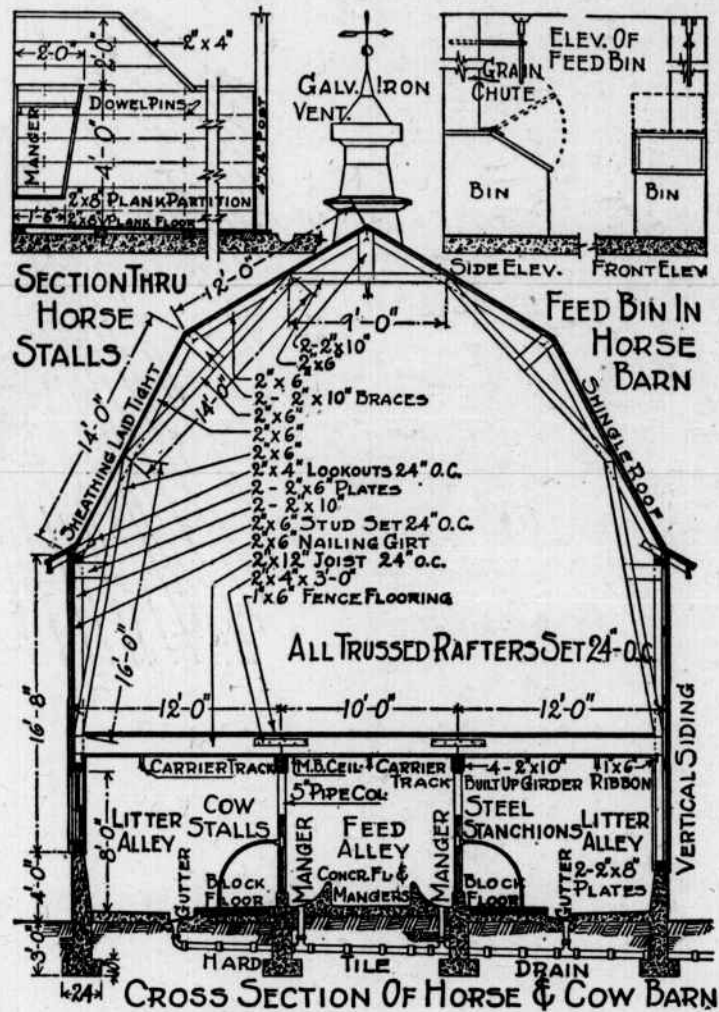 2'-0"
2'-0"
2"x4"
DOWEL PINS
MANGER
4'-0"
4"x4" POST
2"x8" PLANK PARTITION
1'-6"
2"x8" PLANK FLOOR
SECTION THRU
HORSE
STALLS
GALV. IRON
VENT.
ELEV. OF
FEED BIN
GRAIN
CHUTE
BIN
BIN
SIDE ELEV.
FRONT ELEV
FEED BIN IN
HORSE
BARN
12'-0"
14'-0"
SHEATHING LAID TIGHT
9'-0"
2-2"x10"
2"x6"
2"x6"
2-2"x10" BRACES
14'-0"
2"x6"
2"x6"
2"x6"
2"x4" LOOKOUTS 24" O.C.
2-2"x6" PLATES
2-2"x10"
2"x6" STUD SET 24" O.C.
2"x6" NAILING GIRT
2"x12" JOIST 24" O.C.
2"x4"x3'-0"
1"x6" FENCE FLOORING
SHINGLE ROOF
ALL TRUSSED RAFTERS SET 24"-O.C.
16'-0"
16'-8"
12'-0"
10'-0"
12'-0"
VERTICAL SIDING
CARRIER TRACK
M.B. CEIL.
CARRIER
TRACK
4-2"x10"
BUILT UP GIRDER
1"x6"
RIBBON
5" PIPE COL.
8'-0"
LITTER
ALLEY
COW
STALLS
FEED
ALLEY
CONCR. FL. &
MANGERS
MANGER
MANGER
STEEL
STANCHIONS
LITTER
ALLEY
2-2"x8"
PLATES
GUTTER
BLOCK
FLOOR
BLOCK
FLOOR
GUTTER
4'-0"
3'-0"
24
HARD
TILE
DRAIN
CROSS SECTION OF HORSE & COW BARN